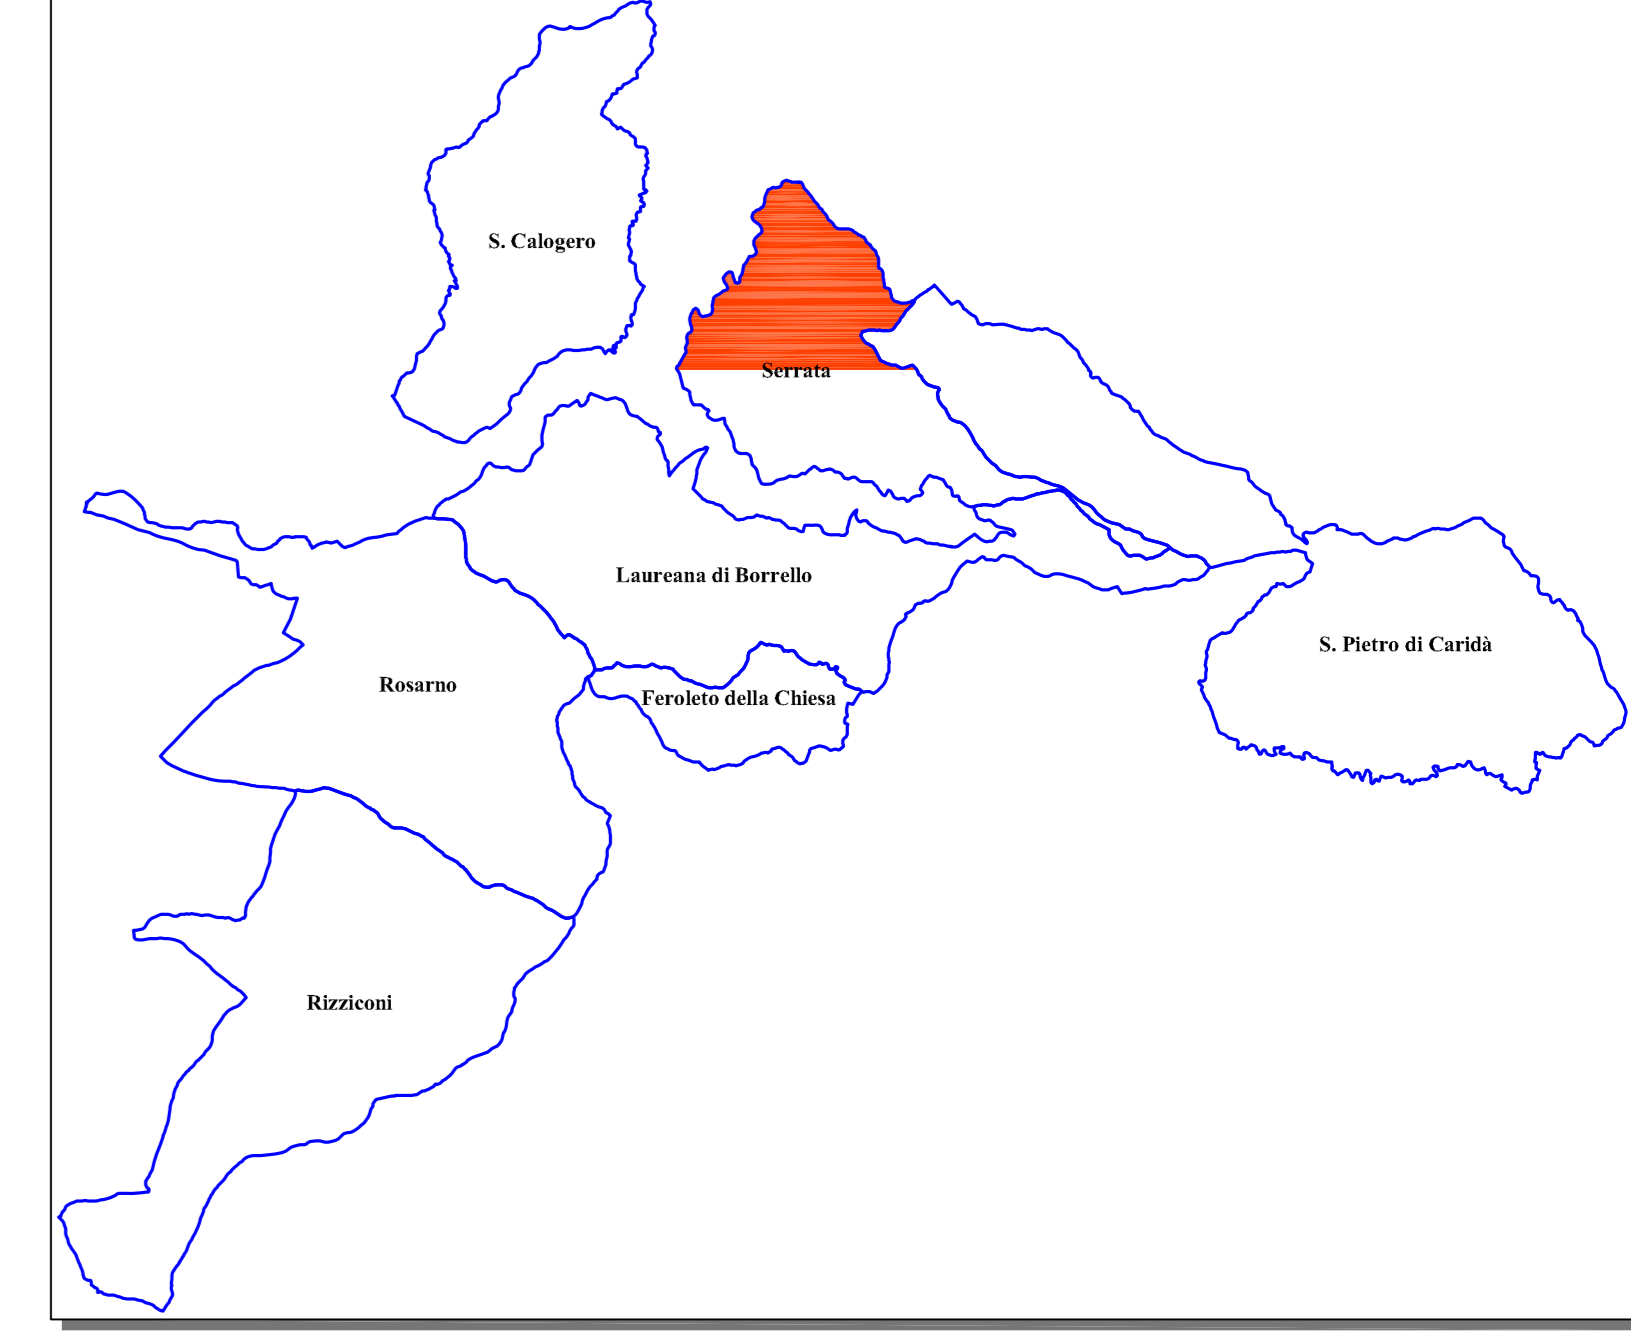 S. Calogero
Serrata
Laureana di Borrello
S. Pietro di Caridà
Rosarno
Feroleto della Chiesa
Rizziconi